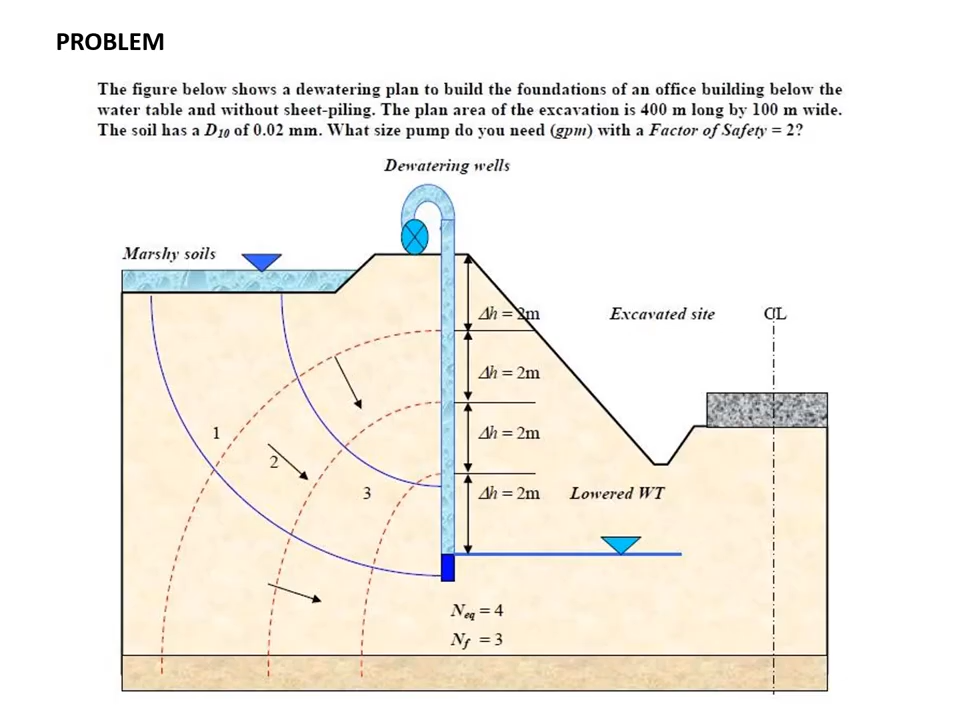 PROBLEM
The figure below shows a dewatering plan to build the foundations of an office building below the
water table and without sheet-piling. The plan area of the excavation is 400 m long by 100 m wide.
The soil has a D10 of 0.02 mm. What size pump do you need (gpm) with a Factor of Safety = 2?
Dewatering wells
Marshy soils
Δh = 2m
Excavated site
CL
Δh = 2m
1
Δh = 2m
2
3
Δh = 2m
Lowered WT
Neq = 4
Nf = 3